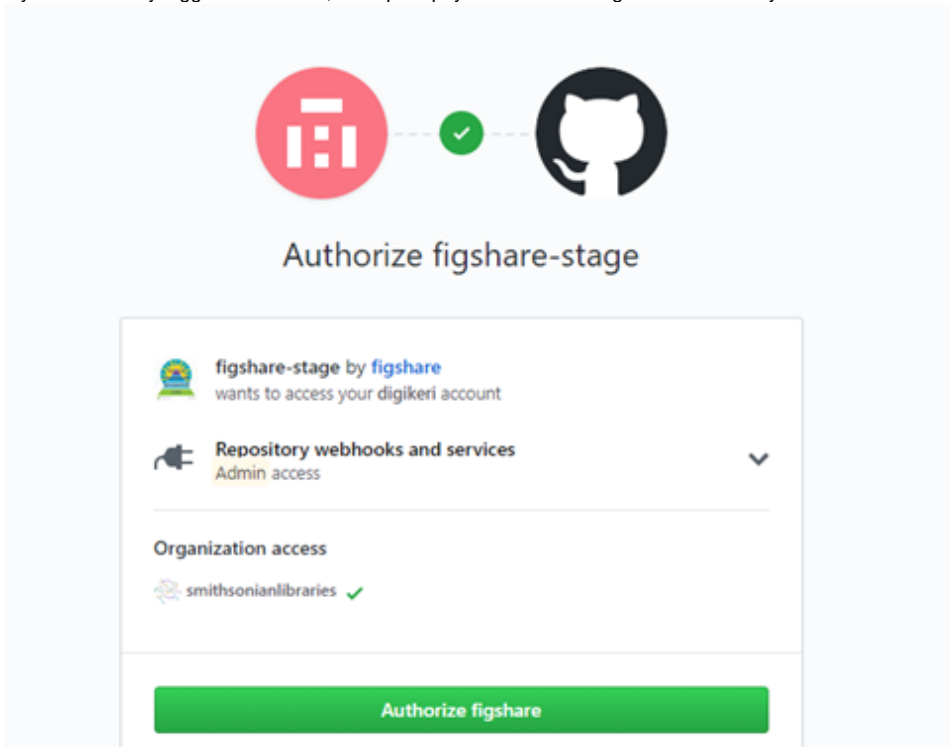 Authorize figshare-stage
figshare-stage by figshare
wants to access your digikeri account
Repository webhooks and services
Admin access
Organization access
smithsonianlibraries
Authorize figshare